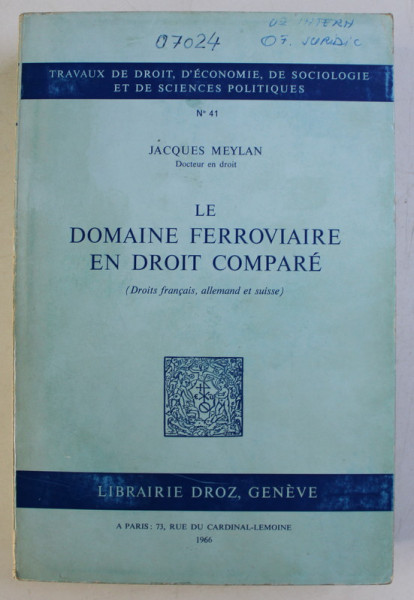 07024
07. JURIDIC
TRAVAUX DE DROIT, D'ÉCONOMIE, DE SOCIOLOGIE
ET DE SCIENCES POLITIQUES
N° 41
JACQUES MEYLAN
Docteur en droit
LE
DOMAINE FERROVIAIRE
EN DROIT COMPARÉ
(Droits français, allemand et suisse)
LIBRAIRIE DROZ, GENÈVE
A PARIS : 73, RUE DU CARDINAL-LEMOINE
1966